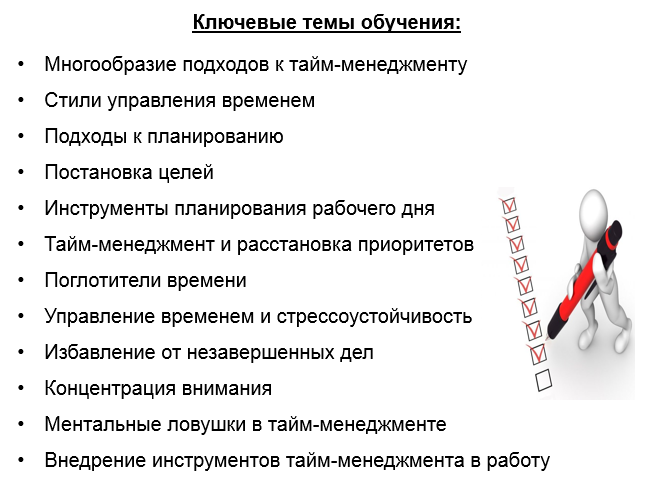 Ключевые темы обучения:
• Многообразие подходов к тайм-менеджменту
• Стили управления временем
• Подходы к планированию
• Постановка целей
• Инструменты планирования рабочего дня
• Тайм-менеджмент и расстановка приоритетов
• Поглотители времени
• Управление временем и стрессоустойчивость
• Избавление от незавершенных дел
• Концентрация внимания
• Ментальные ловушки в тайм-менеджменте
• Внедрение инструментов тайм-менеджмента в работу